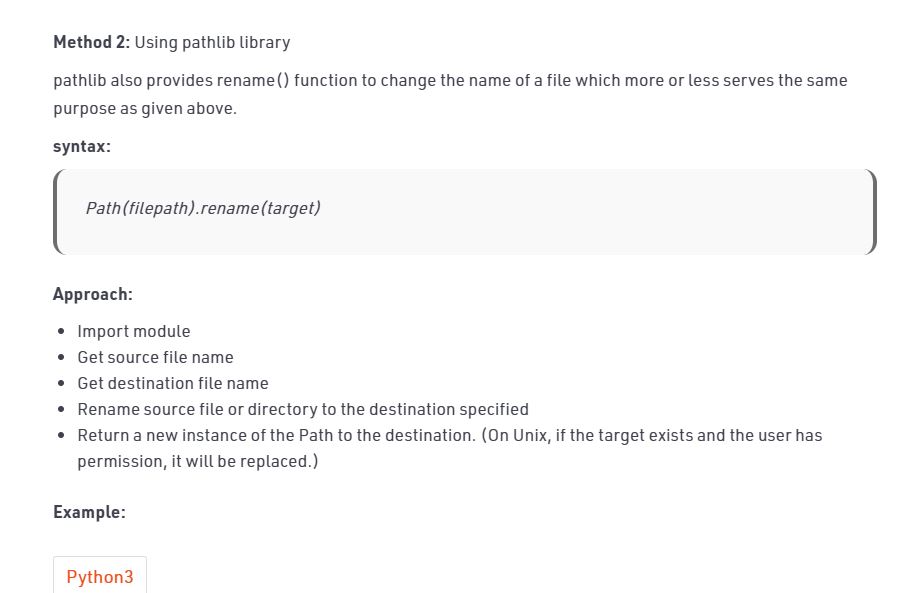 Method 2: Using pathlib library
pathlib also provides rename() function to change the name of a file which more or less serves the same
purpose as given above.
syntax:
Path(filepath).rename(target)
Approach:
• Import module
• Get source file name
• Get destination file name
• Rename source file or directory to the destination specified
• Return a new instance of the Path to the destination. (On Unix, if the target exists and the user has
permission, it will be replaced.)
Example:
Python3